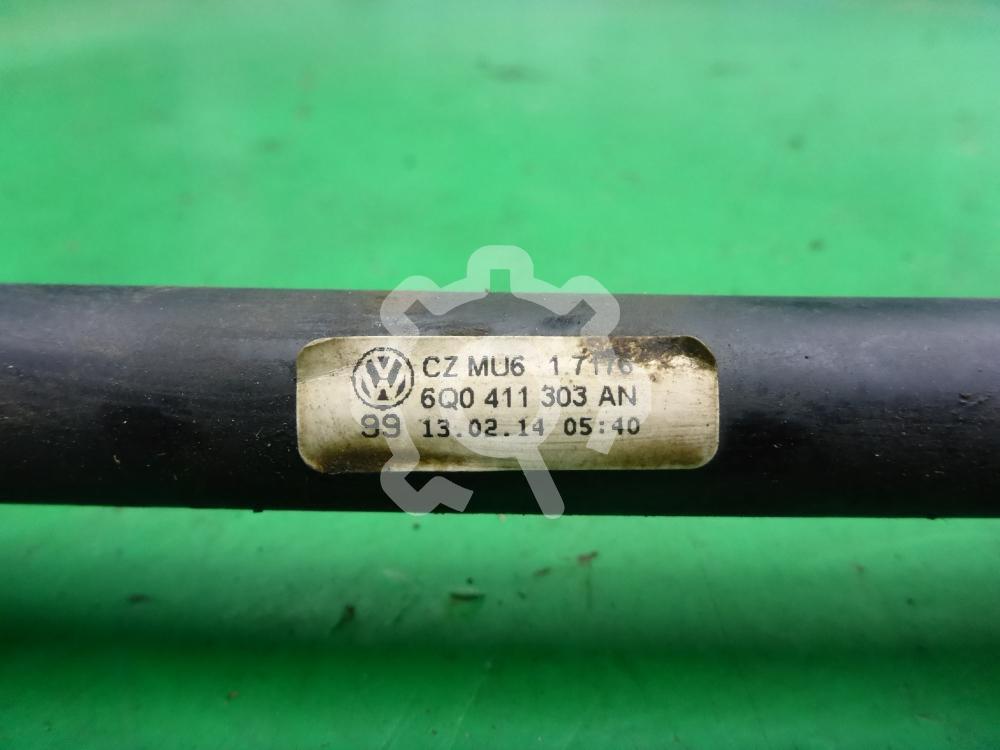 CZ MU6 1.7176
6Q0 411 303 AN
99 13.02.14 05:40